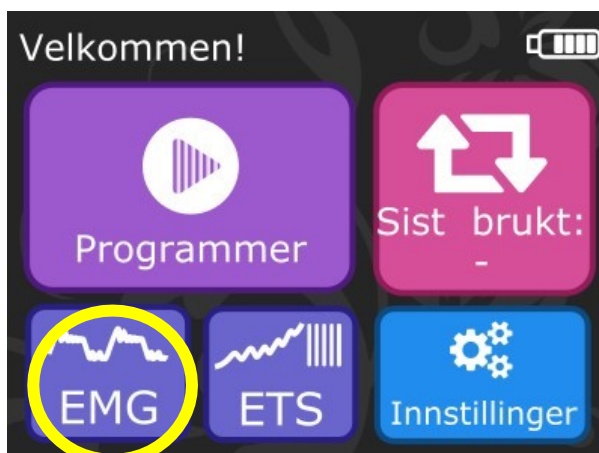 Velkommen!
Programmer
Sist brukt:
-
EMG
ETS
Innstillinger